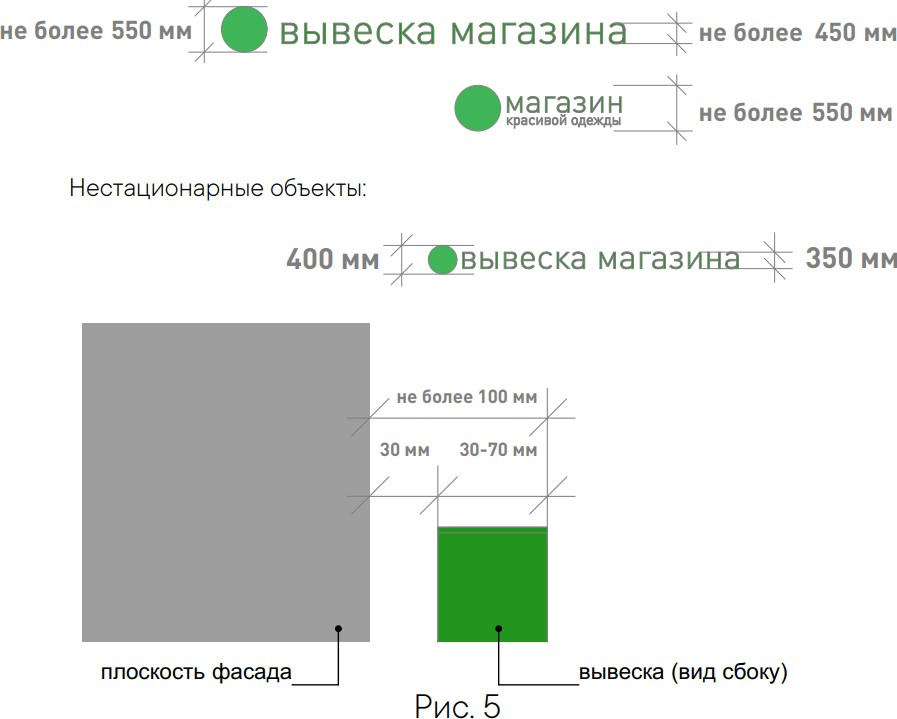 не более 550 мм вывеска магазина не более 450 мм
магазин
красивой одежды
не более 550 мм
Нестационарные объекты:
400 мм вывеска магазина 350 мм
не более 100 мм
30 мм 30-70 мм
плоскость фасада вывеска (вид сбоку)
Рис. 5